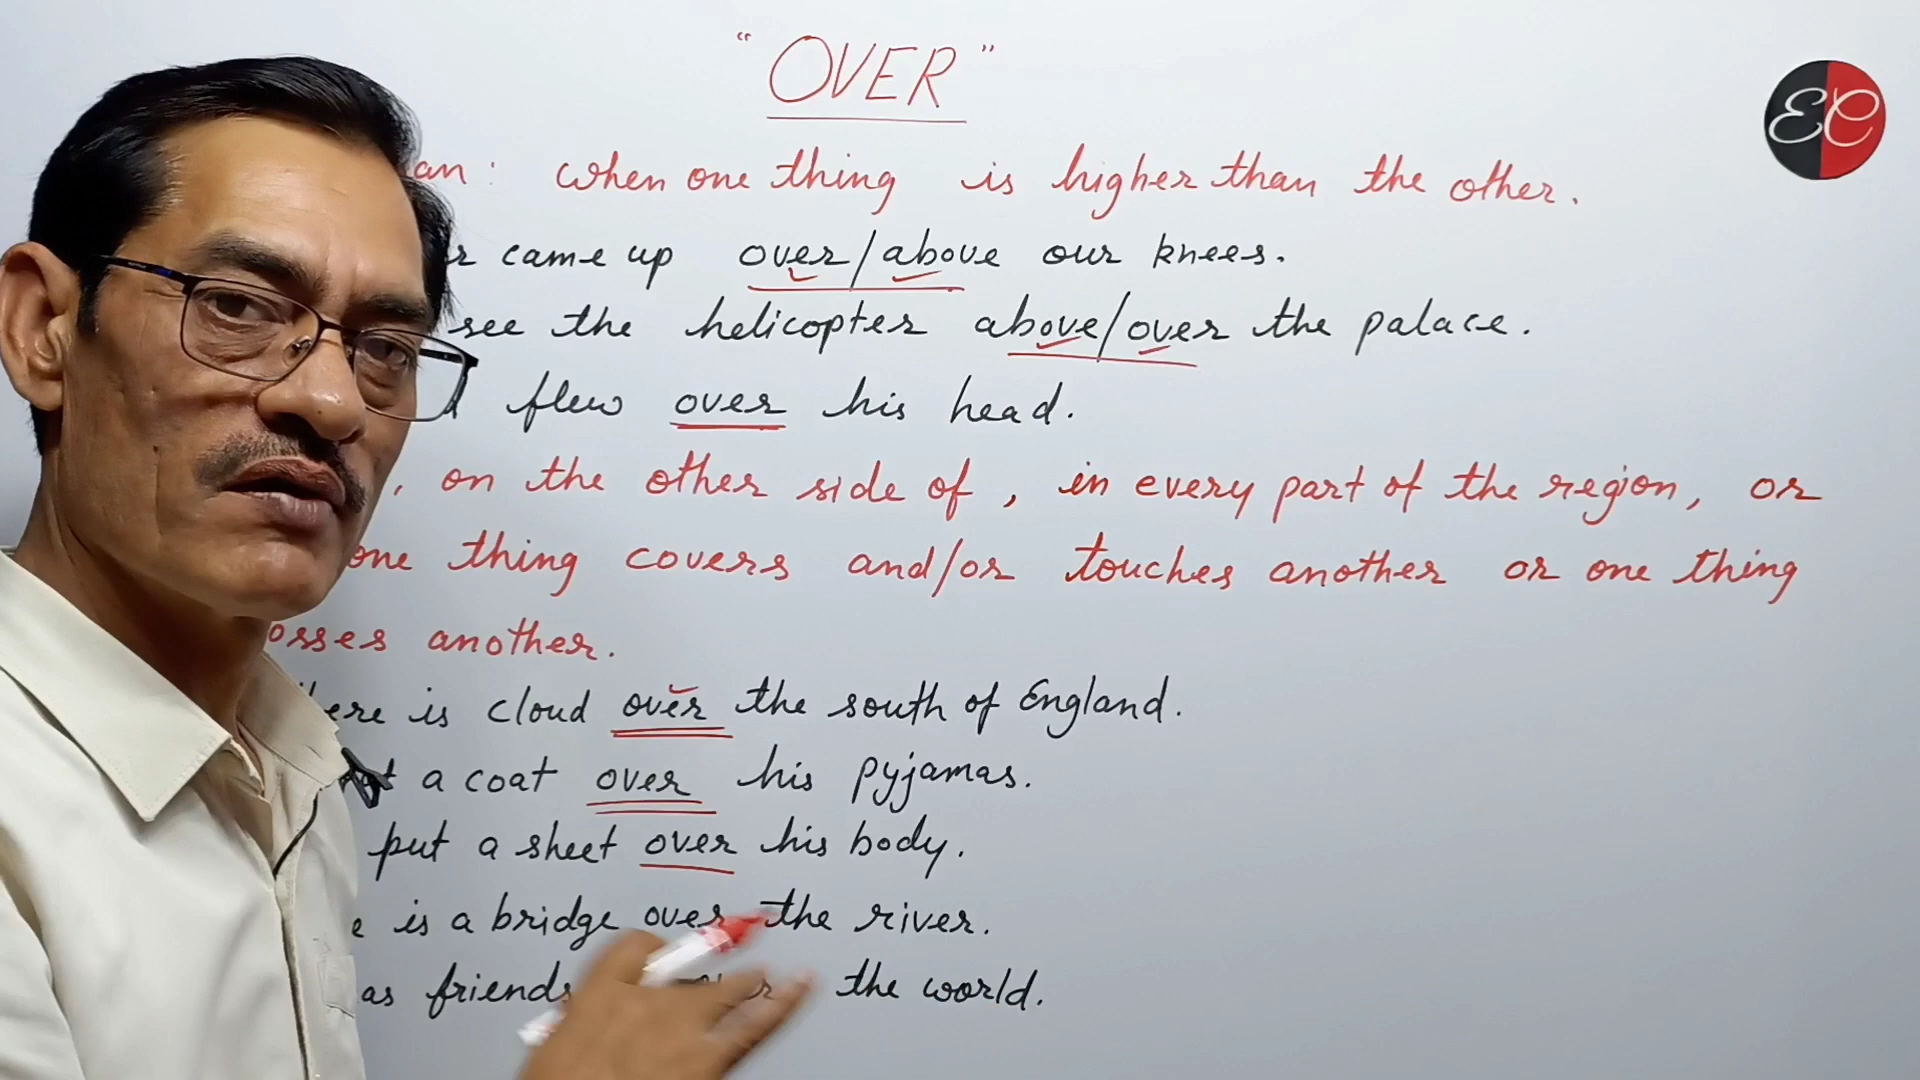 "OVER"
EC
an: when one thing is higher than the other.
r came up over/above our knees.
see the helicopter above/over the palace.
flew over his head.
, on the other side of, in every part of the region, or
one thing covers and/or touches another or one thing
osses another.
ere is cloud over the south of England.
a coat over his pyjamas.
put a sheet over his body.
e is a bridge over the river.
as friends the world.